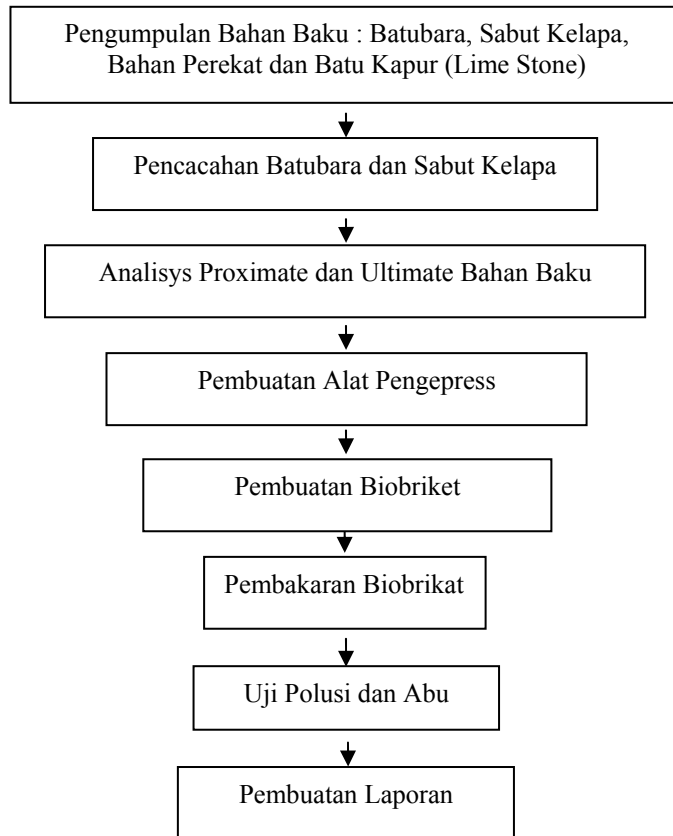 Pengumpulan Bahan Baku : Batubara, Sabut Kelapa,
Bahan Perekat dan Batu Kapur (Lime Stone)
Pencacahan Batubara dan Sabut Kelapa
Analisys Proximate dan Ultimate Bahan Baku
Pembuatan Alat Pengepress
Pembuatan Biobriket
Pembakaran Biobrikat
Uji Polusi dan Abu
Pembuatan Laporan